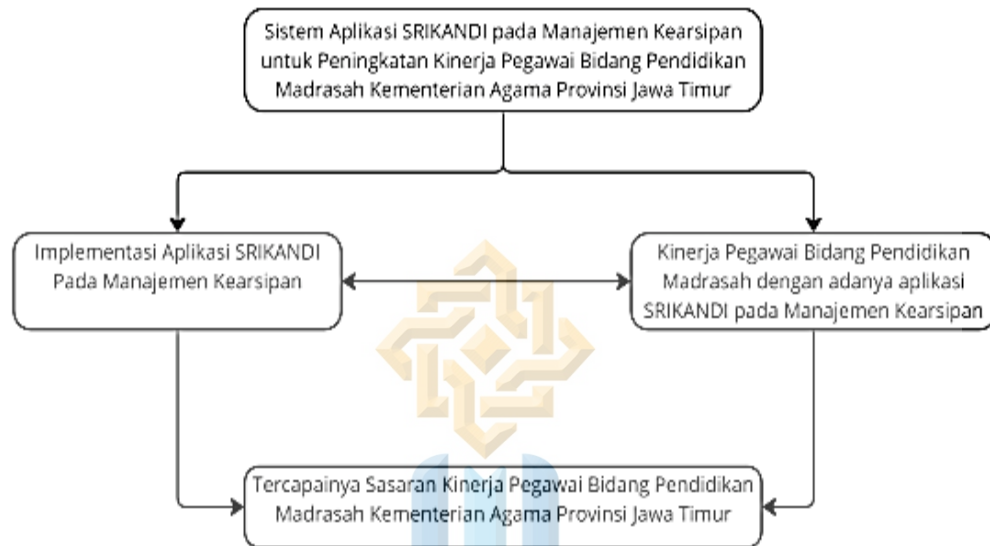 Sistem Aplikasi SRIKANDI pada Manajemen Kearsipan
untuk Peningkatan Kinerja Pegawai Bidang Pendidikan
Madrasah Kementerian Agama Provinsi Jawa Timur
Implementasi Aplikasi SRIKANDI
Pada Manajemen Kearsipan
Kinerja Pegawai Bidang Pendidikan
Madrasah dengan adanya aplikasi
SRIKANDI pada Manajemen Kearsipan
Tercapainya Sasaran Kinerja Pegawai Bidang Pendidikan
Madrasah Kementerian Agama Provinsi Jawa Timur